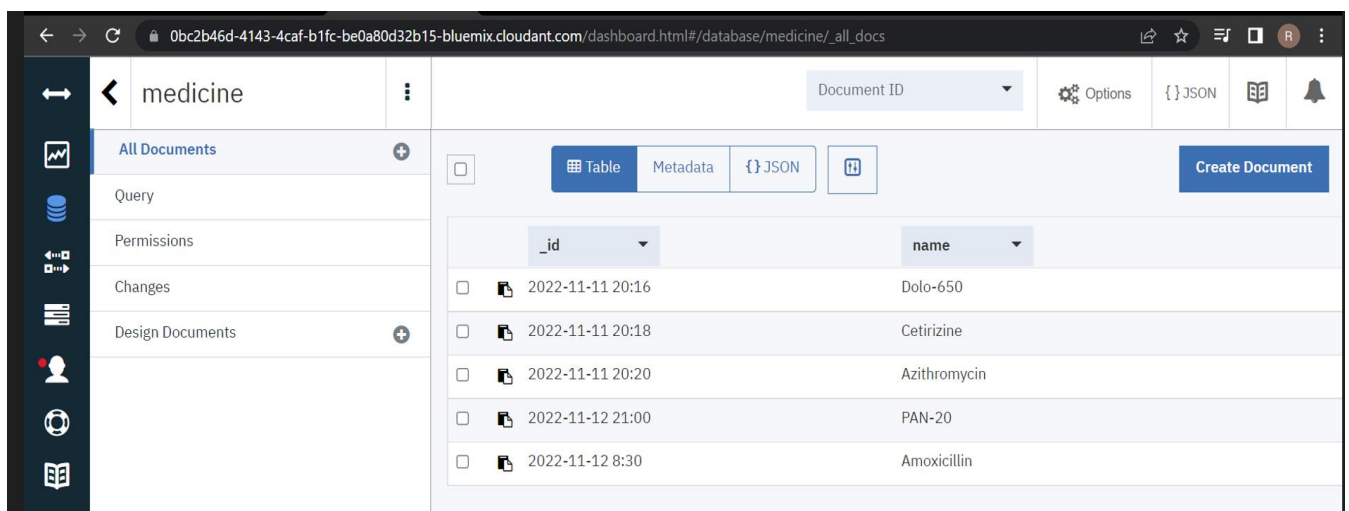 0bc2b46d-4143-4caf-b1fc-be0a80d32b15-bluemix.cloudant.com/dashboard.html#/database/medicine/_all_docs
R
medicine
Document ID
Options
{ } JSON
All Documents
Query
Permissions
Changes
Design Documents
Table Metadata {} JSON
Create Document
_id name
2022-11-11 20:16 Dolo-650
2022-11-11 20:18 Cetirizine
2022-11-11 20:20 Azithromycin
2022-11-12 21:00 PAN-20
2022-11-12 8:30 Amoxicillin